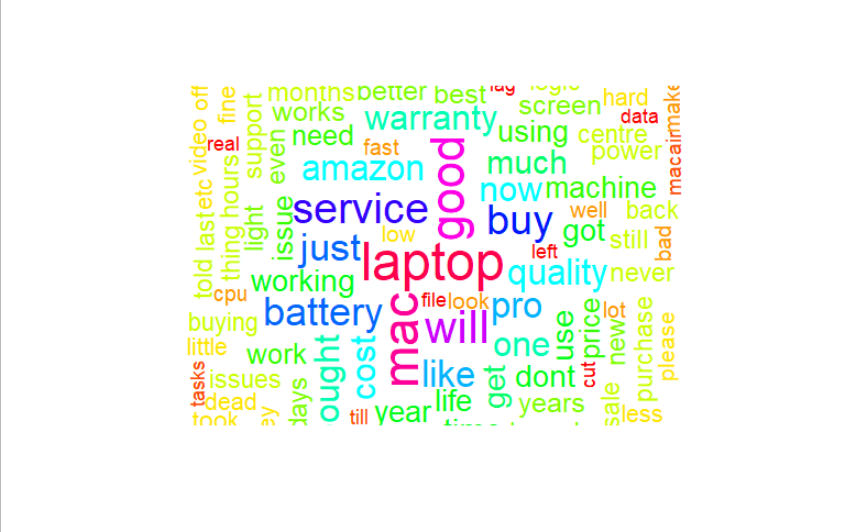 months better best
works
screen hard
fine
video off
support
even
need
warranty
using
centre
data
make
real
fast
amazon
good
much
power
macair
now machine
hours
thing
etc
last
told
light
issue
service
buy
well
back
just
low
got
still
bad
laptop
left
quality
never
working
cpu
battery
mac
file look
pro
lot
buying
will
one
use
price
new
purchase
please
little
work
ought
cost
like
get
dont
cut
tasks
issues
dead
days
year
life
years
sale
less
took
till